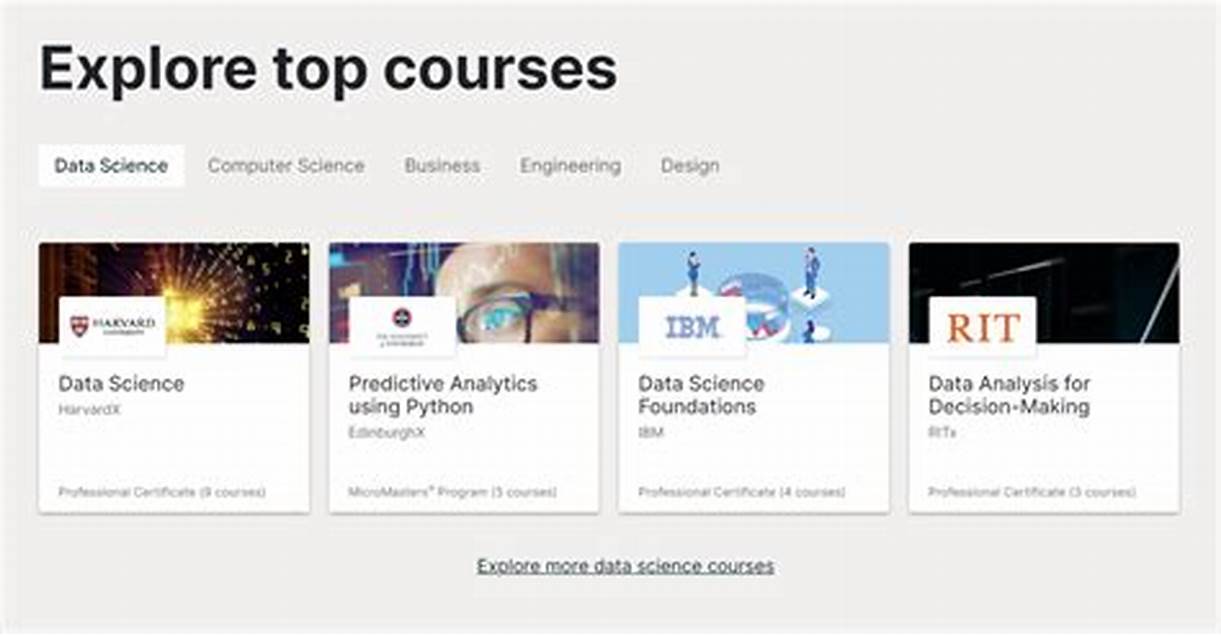 Explore top courses
Data Science Computer Science Business Engineering Design
HARVARD
UNIVERSITY
IBM
RIT
Data Science
HarvardX
Professional Certificate (9 courses)
Predictive Analytics
using Python
EdinburghX
MicroMasters® Program (5 courses)
Data Science
Foundations
IBM
Professional Certificate (4 courses)
Data Analysis for
Decision-Making
RITx
Professional Certificate (3 courses)
Explore more data science courses